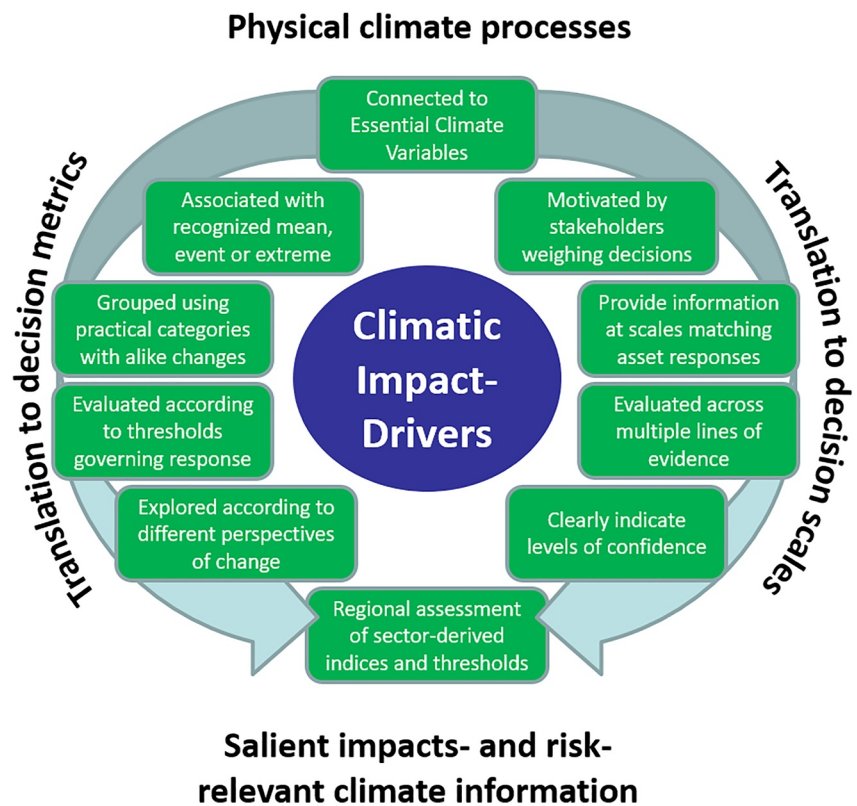 Physical climate processes
Connected to
Essential Climate
Variables
Associated with
recognized mean,
event or extreme
Motivated by
stakeholders
weighing decisions
Translation to decision metrics
Translation to decision scales
Grouped using
practical categories
with alike changes
Climatic
Impact-
Drivers
Provide information
at scales matching
asset responses
Evaluated according
to thresholds
governing response
Evaluated across
multiple lines of
evidence
Explored according to
different perspectives
of change
Clearly indicate
levels of confidence
Regional assessment
of sector-derived
indices and thresholds
Salient impacts- and risk-
relevant climate information